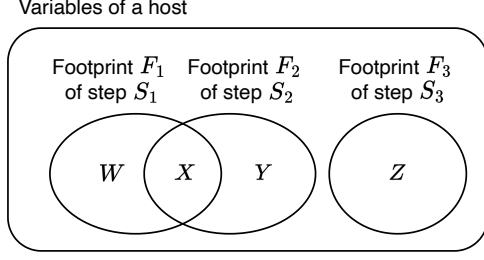 Variables of a host
Footprint F₁ of step S₁
Footprint F₂ of step S₂
Footprint F₃ of step S₃
W
X
Y
Z